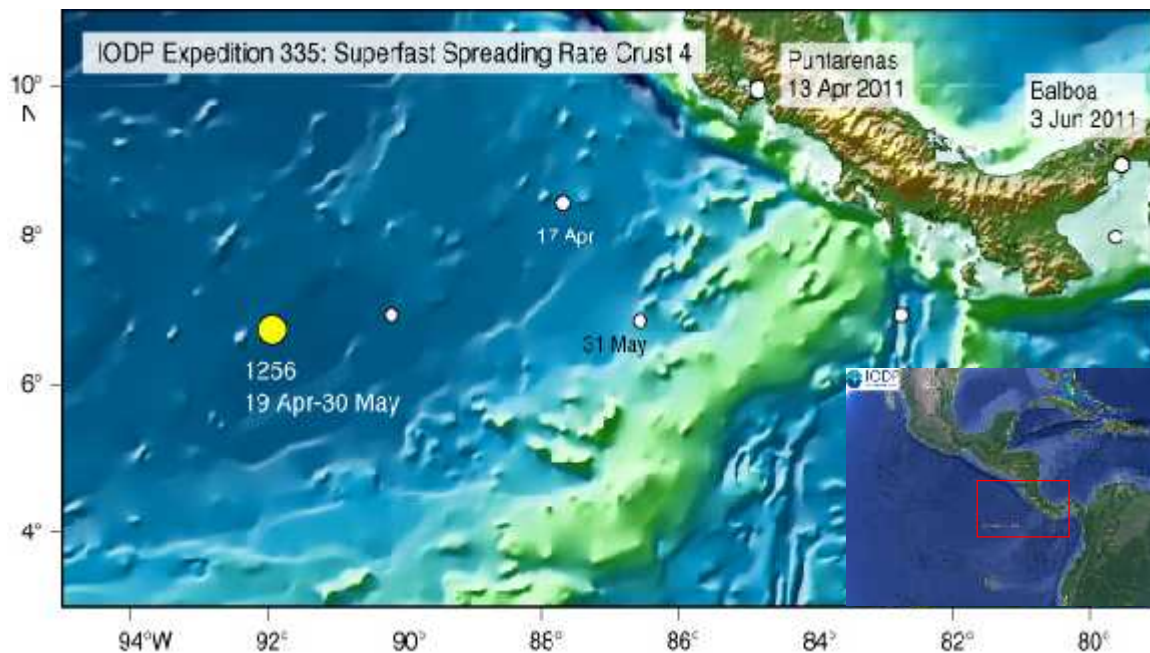 IODP Expedition 335: Superfast Spreading Rate Crust 4
Puntarenas
13 Apr 2011
Balboa
3 Jun 2011
10°
N
17 Apr
8°
31 May
1256
19 Apr-30 May
6°
IODP
4°
94°W
92°
90°
88°
86°
84°
82°
80°